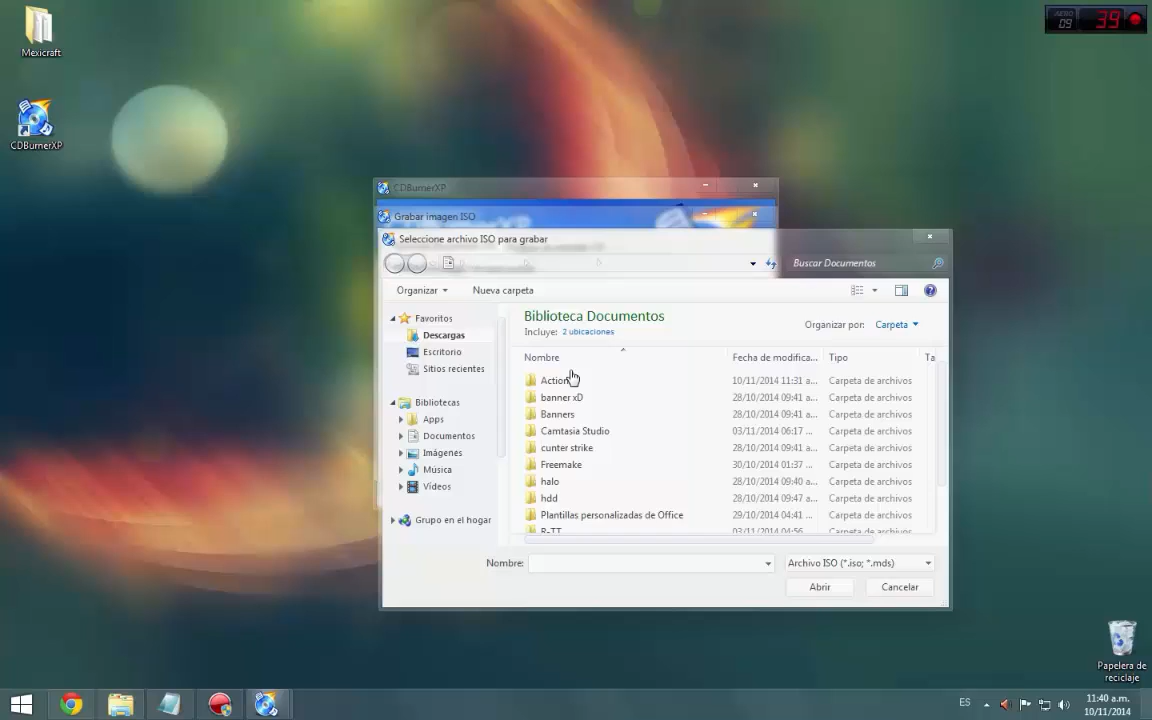 Mexicraft
CDBurnerXP
AERO
09
39
CDBurnerXP
Grabar imagen ISO
Seleccione archivo ISO para grabar
Buscar Documentos
Organizar
Nueva carpeta
Favoritos
Descargas
Escritorio
Sitios recientes
Bibliotecas
Apps
Documentos
Imágenes
Música
Vídeos
Grupo en el hogar
Biblioteca Documentos
Incluye: 2 ubicaciones
Organizar por: Carpeta
Nombre Fecha de modifica... Tipo Ta
Action 10/11/2014 11:31 a... Carpeta de archivos
banner xD 28/10/2014 09:41 a... Carpeta de archivos
Banners 28/10/2014 09:41 a... Carpeta de archivos
Camtasia Studio 03/11/2014 06:17 ... Carpeta de archivos
cunter strike 28/10/2014 09:41 a... Carpeta de archivos
Freemake 30/10/2014 01:37 ... Carpeta de archivos
halo 28/10/2014 09:40 a... Carpeta de archivos
hdd 28/10/2014 09:47 a... Carpeta de archivos
Plantillas personalizadas de Office 29/10/2014 04:41 ... Carpeta de archivos
R-TT 03/11/2014 04:56 ... Carpeta de archivos
Nombre:
Archivo ISO (*.iso; *.mds)
Abrir
Cancelar
Papelera de
reciclaje
ES
11:40 a.m.
10/11/2014